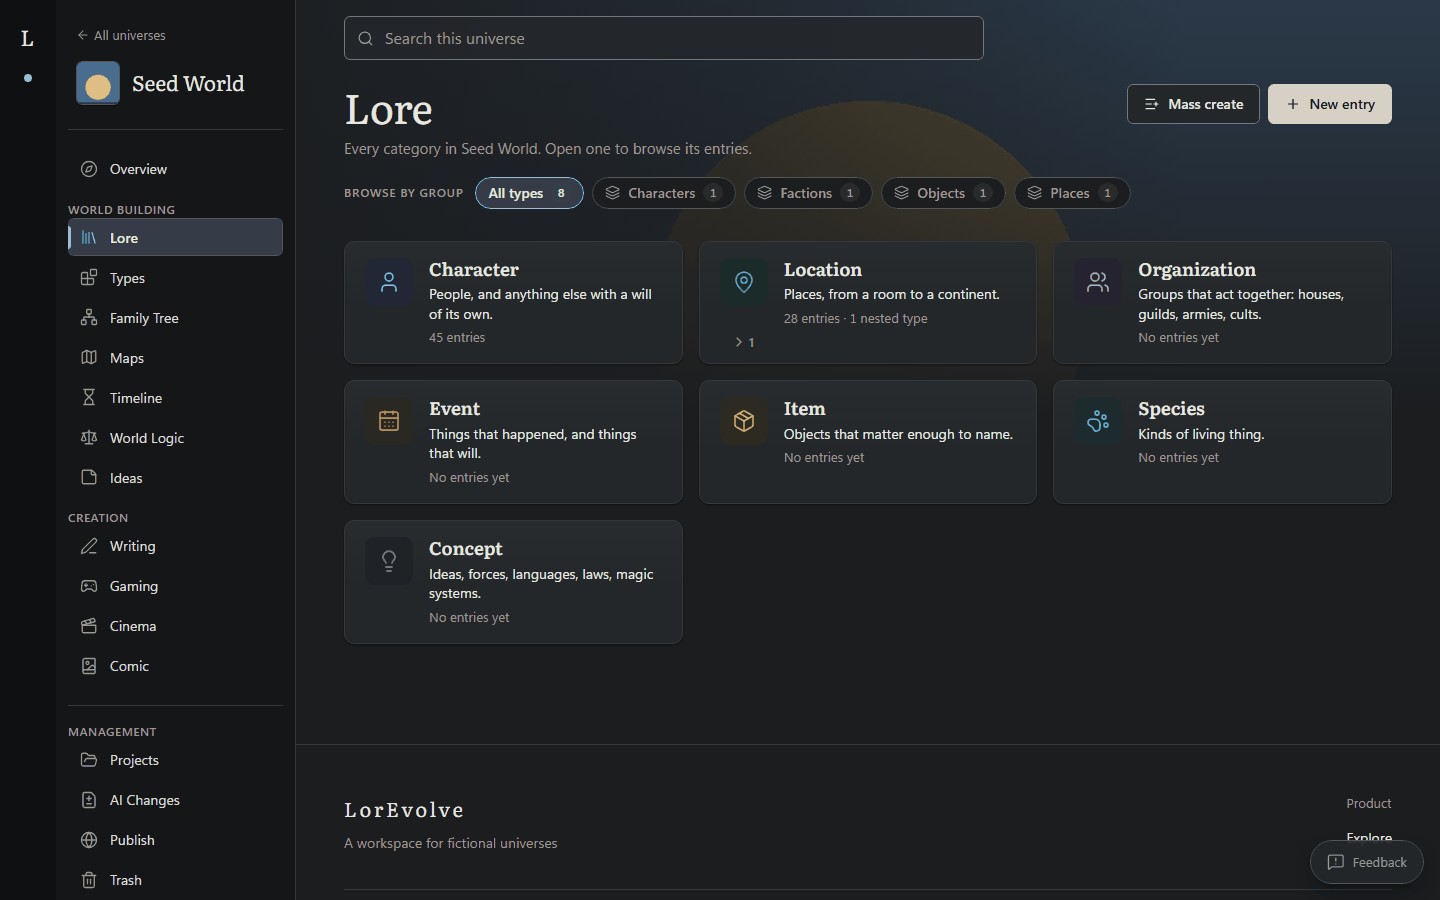 L
All universes
Seed World
Overview
WORLD BUILDING
Lore
Types
Family Tree
Maps
Timeline
World Logic
Ideas
CREATION
Writing
Gaming
Cinema
Comic
MANAGEMENT
Projects
AI Changes
Publish
Trash
Search this universe
Lore
Every category in Seed World. Open one to browse its entries.
Mass create
New entry
BROWSE BY GROUP
All types 8
Characters 1
Factions 1
Objects 1
Places 1
Character
People, and anything else with a will
of its own.
45 entries
Location
Places, from a room to a continent.
28 entries · 1 nested type
1
Organization
Groups that act together: houses,
guilds, armies, cults.
No entries yet
Event
Things that happened, and things
that will.
No entries yet
Item
Objects that matter enough to name.
No entries yet
Species
Kinds of living thing.
No entries yet
Concept
Ideas, forces, languages, laws, magic
systems.
No entries yet
LorEvolve
A workspace for fictional universes
Product
Explore
Feedback